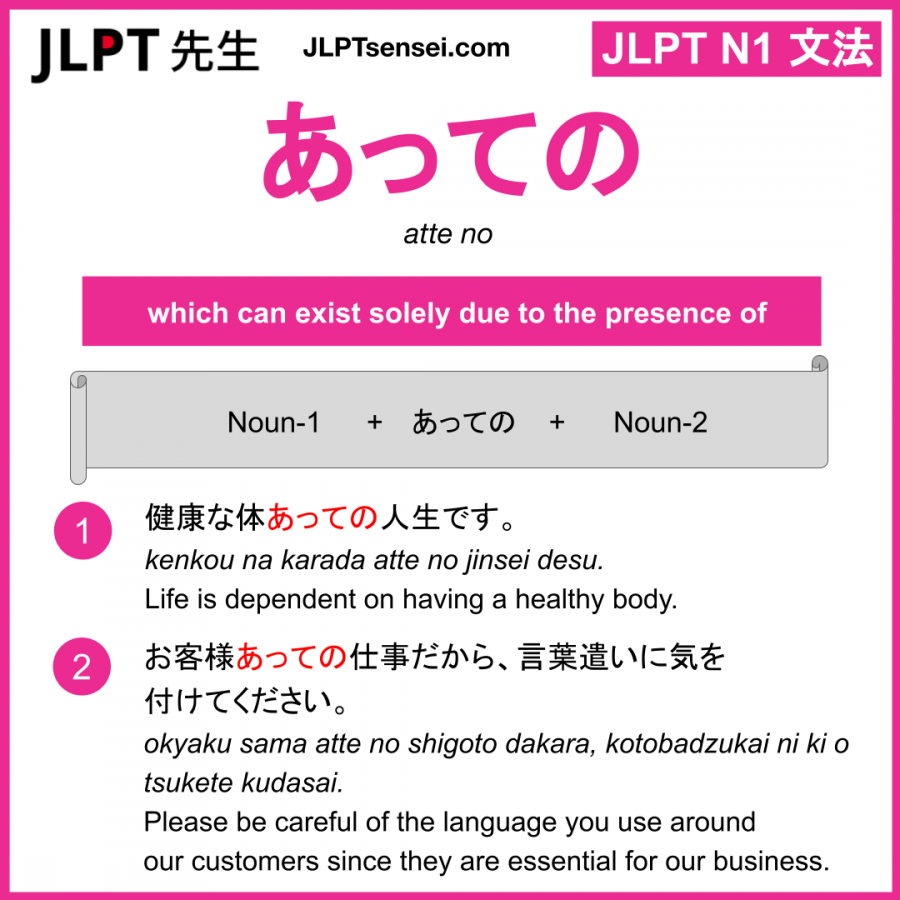 JLPT 先生 JLPTsensei.com JLPT N1 文法
あっての
atte no
which can exist solely due to the presence of
Noun-1 + あっての + Noun-2
1 健康な体あっての人生です。
kenkou na karada atte no jinsei desu.
Life is dependent on having a healthy body.
2 お客様あっての仕事だから、言葉遣いに気を
付けてください。
okyaku sama atte no shigoto dakara, kotobadzukai ni ki o
tsukete kudasai.
Please be careful of the language you use around
our customers since they are essential for our business.